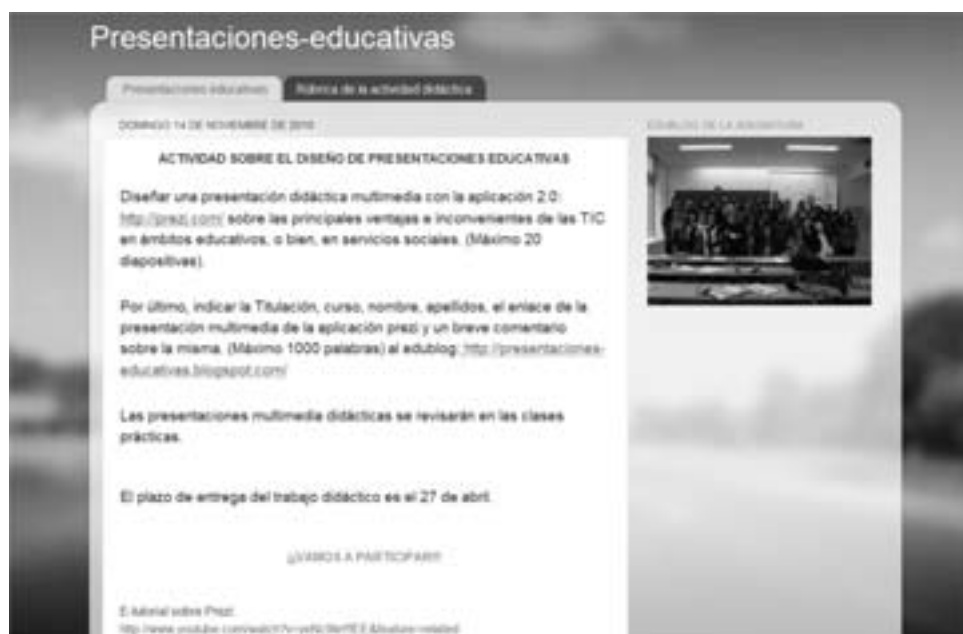 Presentaciones-educativas
Presentaciones educativas
Rúbrica de la actividad didáctica
DOMINGO 14 DE NOVIEMBRE DE 2010
EDUBLOG DE LA ASIGNATURA
ACTIVIDAD SOBRE EL DISEÑO DE PRESENTACIONES EDUCATIVAS
Diseñar una presentación didáctica multimedia con la aplicación 2.0:
http://prezi.com/ sobre las principales ventajas e inconvenientes de las TIC
en ámbitos educativos, o bien, en servicios sociales. (Máximo 20
diapositivas).
Por último, indicar la Titulación, curso, nombre, apellidos, el enlace de la
presentación multimedia de la aplicación prezi y un breve comentario
sobre la misma. (Máximo 1000 palabras) al edublog: http://presentaciones-
educativas.blogspot.com/
Las presentaciones multimedia didácticas se revisarán en las clases
prácticas.
El plazo de entrega del trabajo didáctico es el 27 de abril.
¡¡VAMOS A PARTICIPAR!!
E-tutorial sobre Prezi: